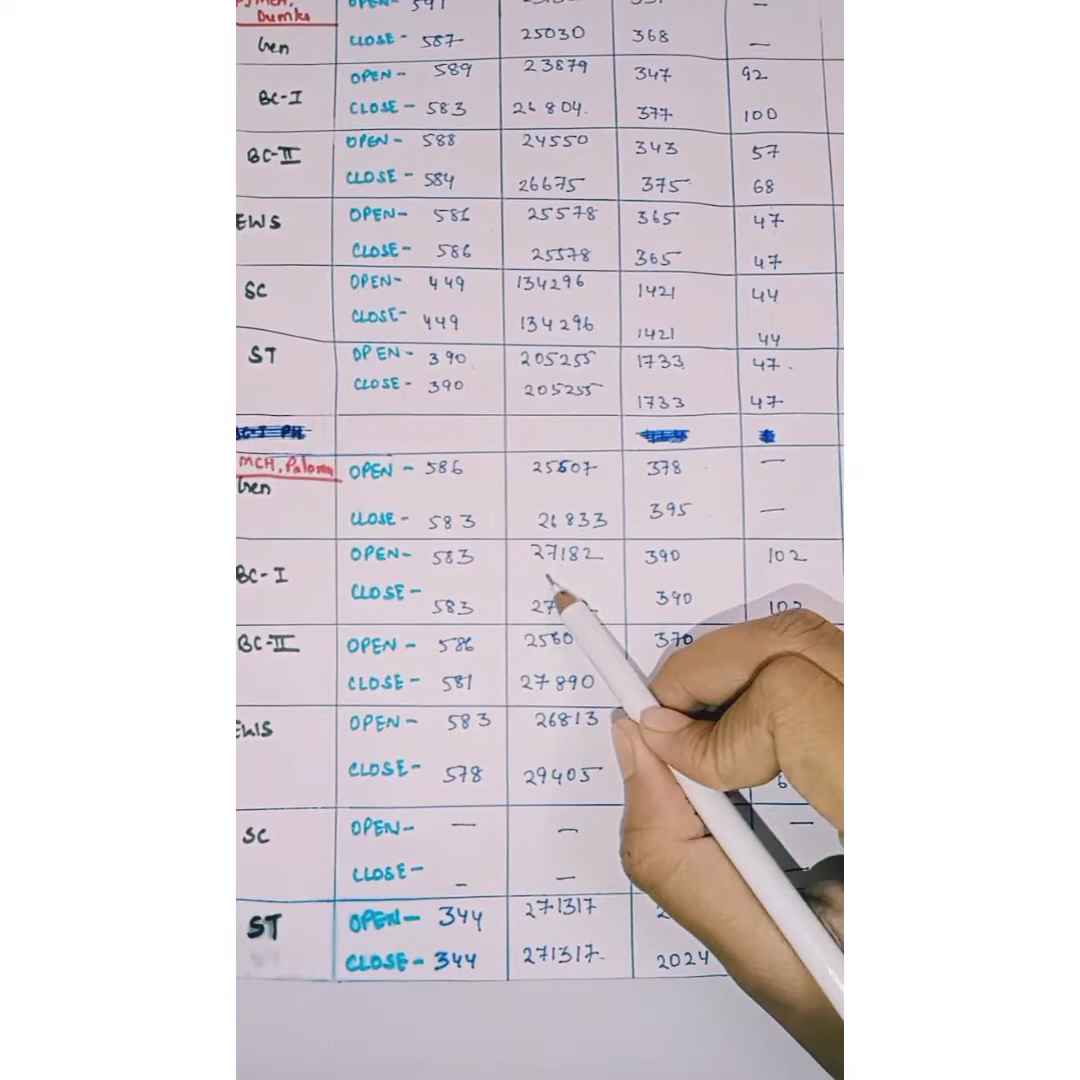 Dumka
Gen CLOSE - 587 25030 368 —
BC-I OPEN - 589 23879 347 92
CLOSE - 583 26804. 377 100
BC-II OPEN - 588 24550 343 57
CLOSE - 584 26675 375 68
EWS OPEN - 586 25578 365 47
CLOSE - 586 25578 365 47
SC OPEN - 449 134296 1421 44
CLOSE - 449 134296 1421 44
ST OPEN - 390 205255 1733 47.
CLOSE - 390 205255 1733 47
MCH, Palamu
Gen OPEN - 586 25607 378 —
CLOSE - 583 26833 395 —
BC-I OPEN - 583 27182 390 102
CLOSE - 583 390 102
BC-II OPEN - 586 370
CLOSE - 581 27890
EWS OPEN - 583 26813
CLOSE - 578 29405
SC OPEN - — — —
CLOSE - — —
ST OPEN - 344 271317
CLOSE - 344 271317. 2024